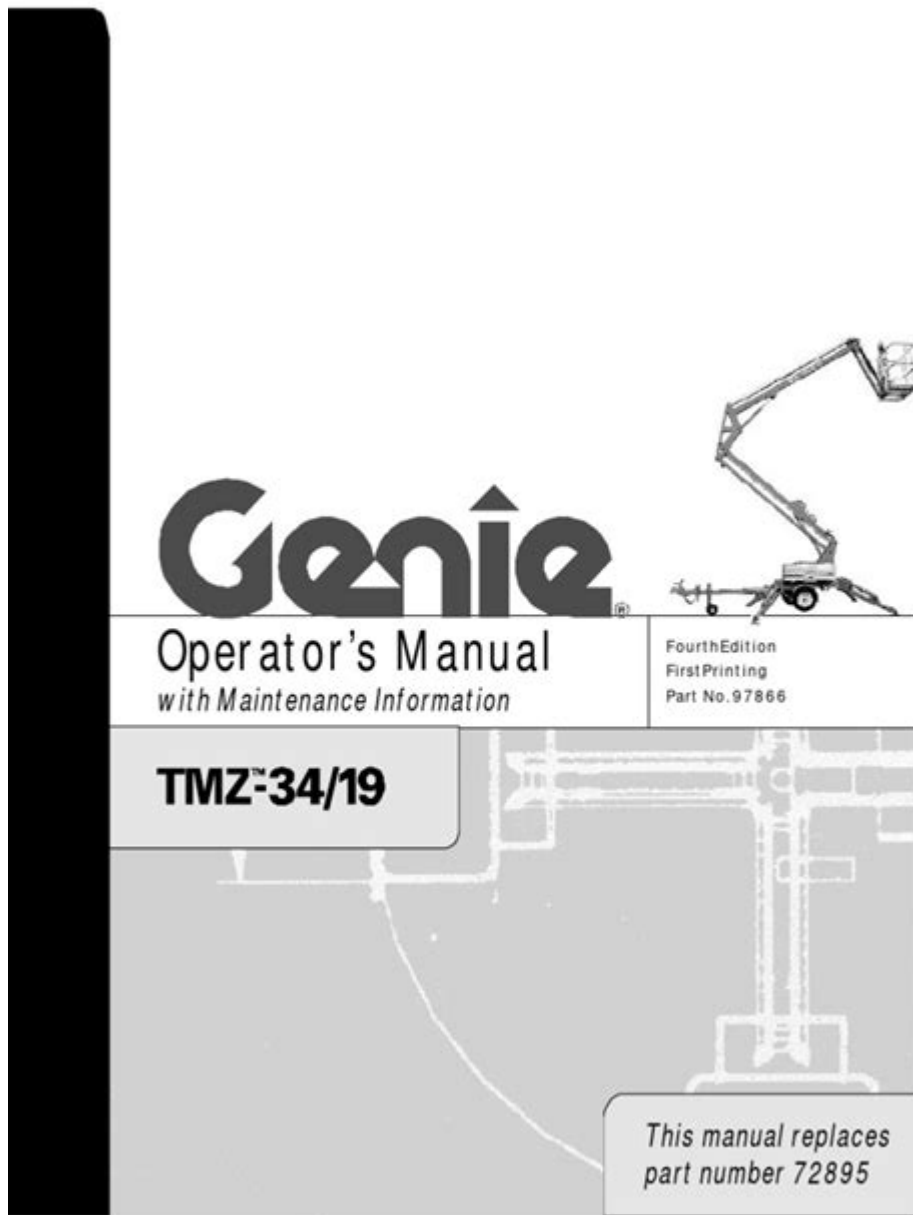 Genie®
Operator's Manual
with Maintenance Information
Fourth Edition
First Printing
Part No. 97866
TMZ™-34/19
This manual replaces
part number 72895